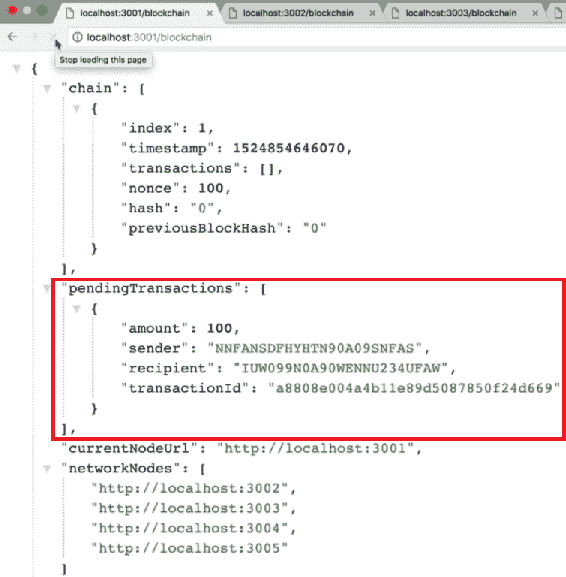 localhost:3001/blockchain
localhost:3002/blockchain
localhost:3003/blockchain
localhost:3001/blockchain
Stop loading this page
{
"chain": [
{
"index": 1,
"timestamp": 1524854646070,
"transactions": [],
"nonce": 100,
"hash": "0",
"previousBlockHash": "0"
}
],
"pendingTransactions": [
{
"amount": 100,
"sender": "NNFANSDFHYHTN90A09SNFAS",
"recipient": "IUW099N0A90WENNU234UFAW",
"transactionId": "a8808e004a4b11e89d5087850f24d669"
}
],
"currentNodeUrl": "http://localhost:3001",
"networkNodes": [
"http://localhost:3002",
"http://localhost:3003",
"http://localhost:3004",
"http://localhost:3005"
]